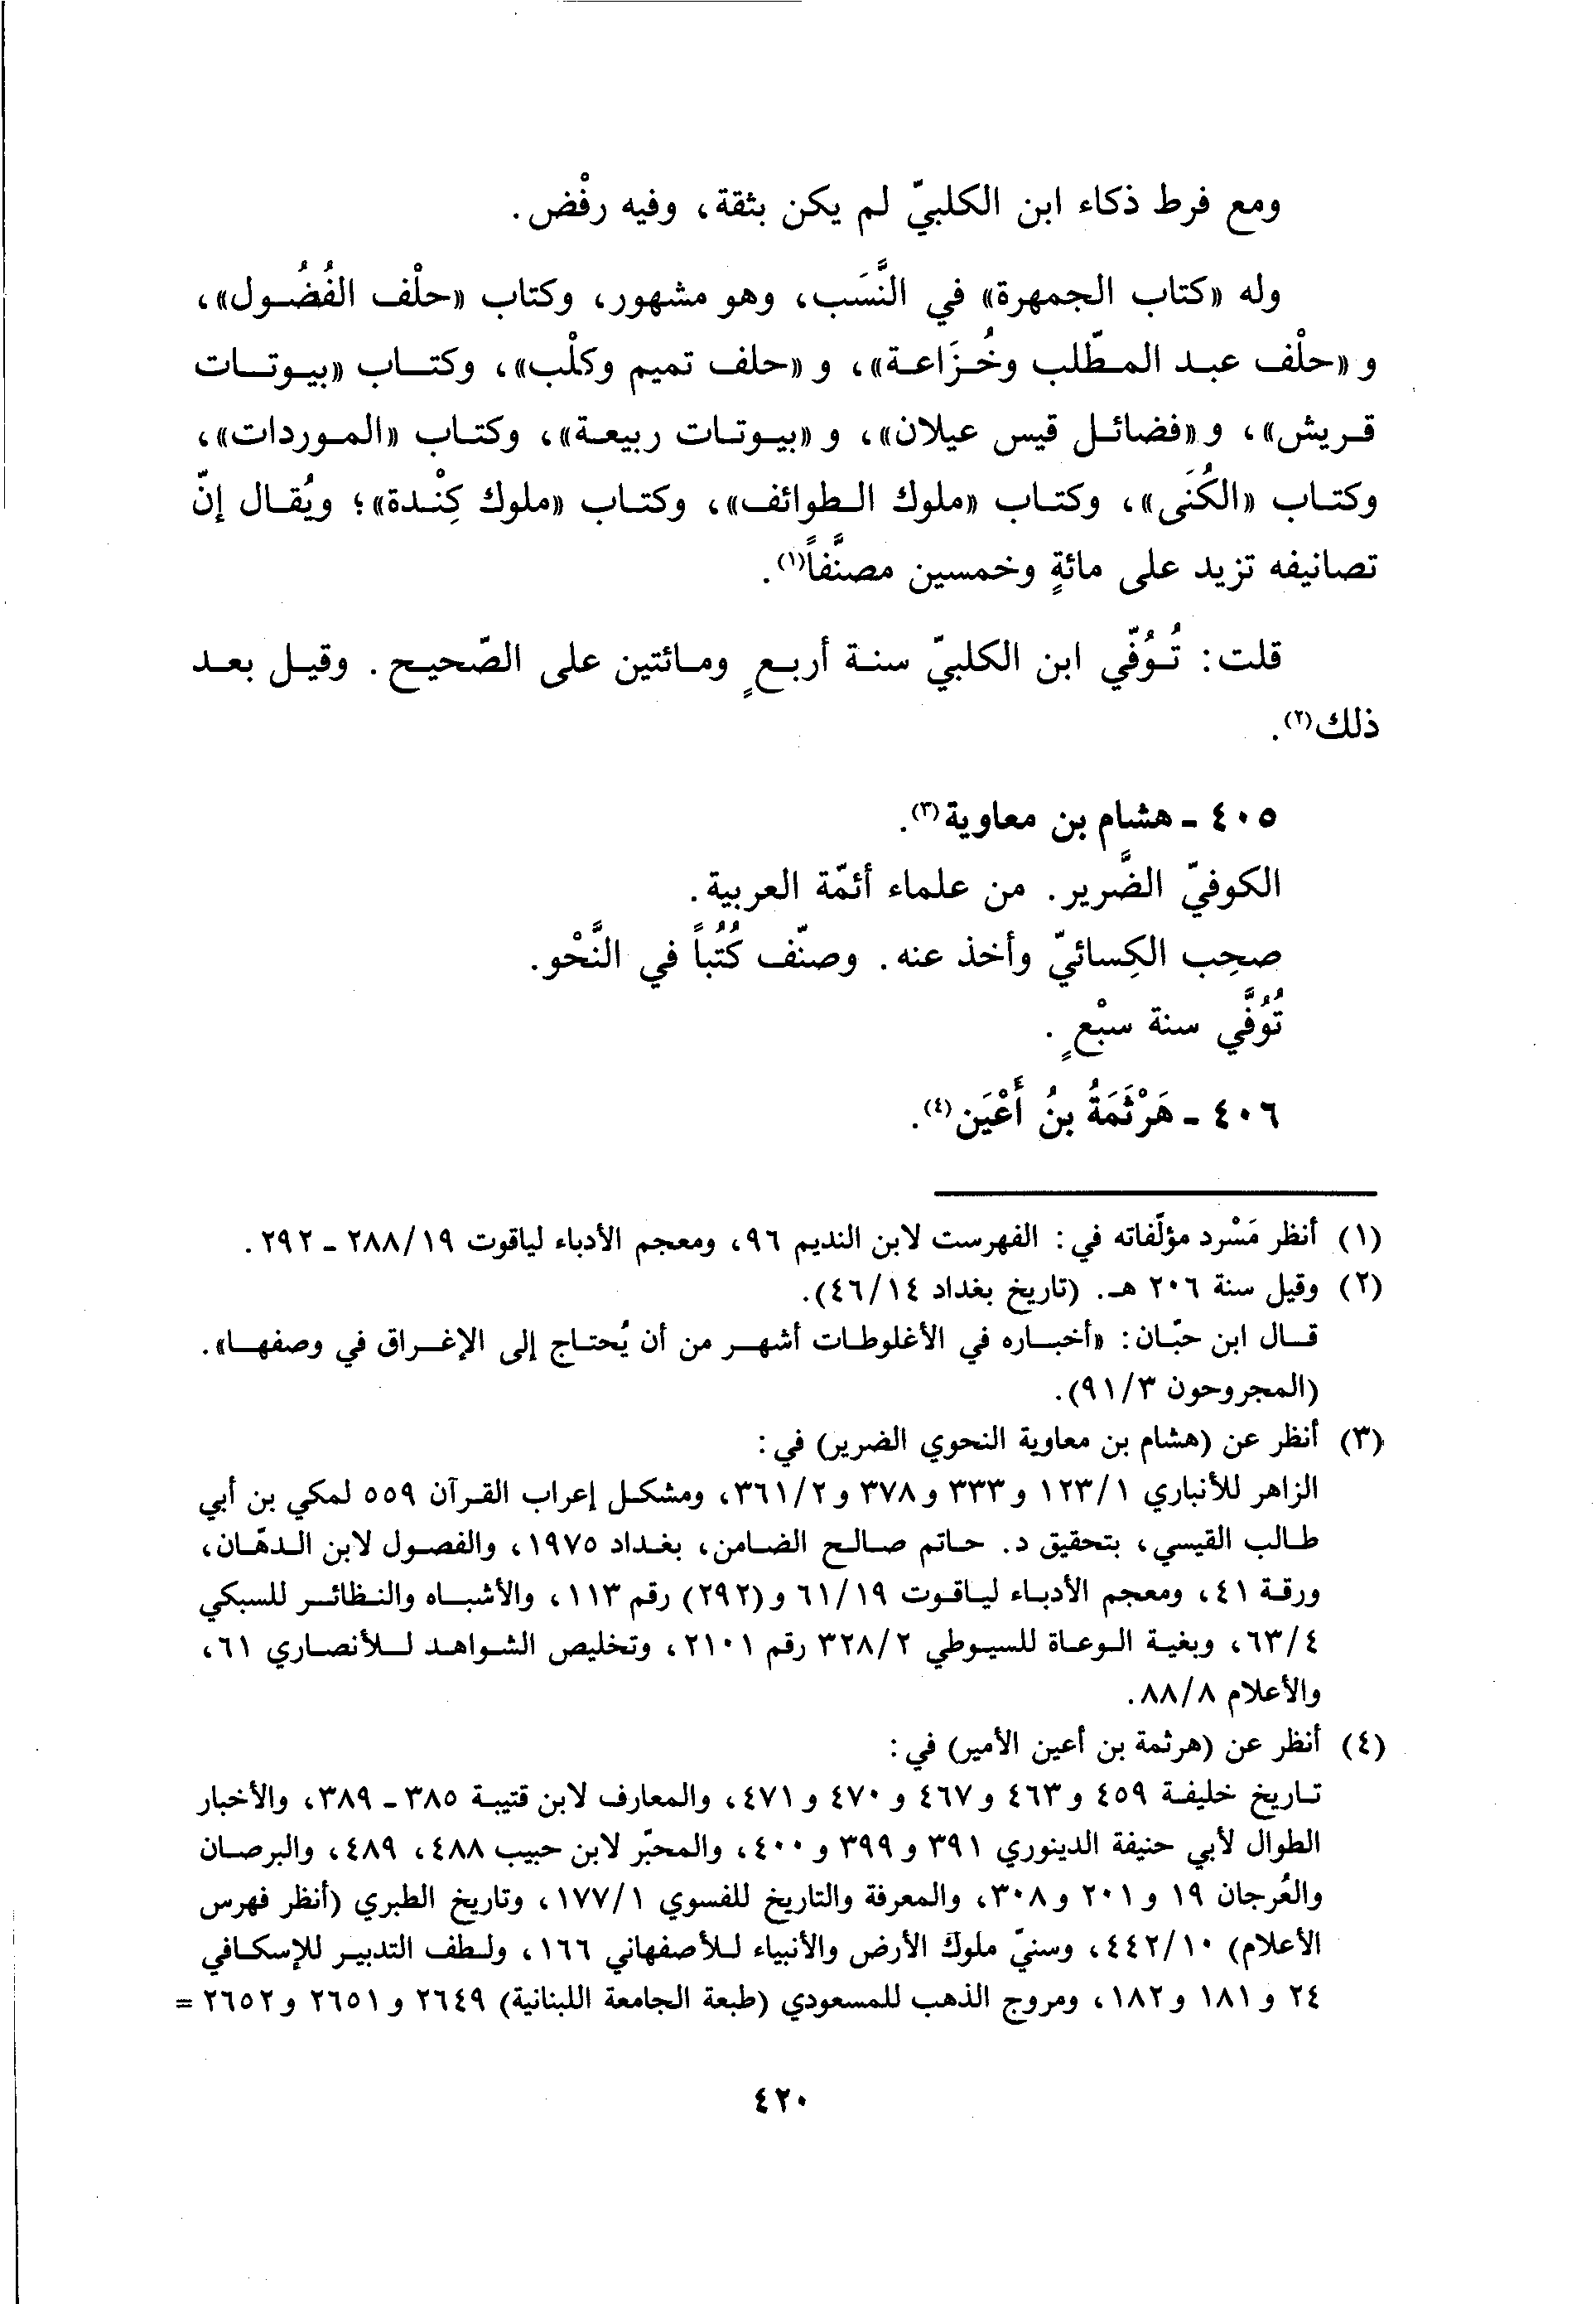 ومع فرط ذكاء ابن الكلبيّ لم يكن بثقة، وفيه رفْض.
وله «كتاب الجمهرة» في النَّسَب، وهو مشهور، وكتاب «حلْف الفُضُول»،
و«حلْف عبد المطّلب وخُزَاعة»، و«حلف تميم وكلْب»، وكتاب «بيوتات
قريش»، و«فضائل قيس عيلان»، و«بيوتات ربيعة»، وكتاب «الموردات»،
وكتاب «الكُنَى»، وكتاب «ملوك الطوائف»، وكتاب «ملوك كِنْدة»؛ ويُقال إنّ
تصانيفه تزيد على مائةٍ وخمسين مصنَّفاً(١).
قلت: تُوُفّي ابن الكلبيّ سنة أربعٍ ومائتين على الصّحيح. وقيل بعد
ذلك(٢).
٤٠٥ - هشام بن معاوية(٣).
الكوفيّ الضَّرير. من علماء أئمّة العربية.
صحِب الكِسائيّ وأخذ عنه. وصنّف كُتُباً في النَّحْو.
تُوُفَّي سنة سبْعٍ.
٤٠٦ - هَرْثَمَةُ بنُ أَعْيَن(٤).
(١) أنظر مَسْرد مؤلّفاته في: الفهرست لابن النديم ٩٦، ومعجم الأدباء لياقوت ٢٨٨/١٩ - ٢٩٢.
(٢) وقيل سنة ٢٠٦ هـ. (تاريخ بغداد ٤٦/١٤).
قال ابن حبّان: «أخباره في الأغلوطات أشهر من أن يُحتاج إلى الإغراق في وصفها».
(المجروحون ٩١/٣).
(٣) أنظر عن (هشام بن معاوية النحوي الضرير) في:
الزاهر للأنباري ١٢٣/١ و٣٣٣ و٣٧٨ و٣٦١/٢، ومشكل إعراب القرآن ٥٥٩ لمكي بن أبي
طالب القيسي، بتحقيق د. حاتم صالح الضامن، بغداد ١٩٧٥، والفصول لابن الدهّان،
ورقة ٤١، ومعجم الأدباء لياقوت ٦١/١٩ و(٢٩٢) رقم ١١٣، والأشباه والنظائر للسبكي
٦٣/٤، وبغية الوعاة للسيوطي ٣٢٨/٢ رقم ٢١٠١، وتخليص الشواهد للأنصاري ٦١،
والأعلام ٨٨/٨.
(٤) أنظر عن (هرثمة بن أعين الأمير) في:
تاريخ خليفة ٤٥٩ و٤٦٣ و٤٦٧ و٤٧٠ و٤٧١، والمعارف لابن قتيبة ٣٨٥ - ٣٨٩، والأخبار
الطوال لأبي حنيفة الدينوري ٣٩١ و٣٩٩ و٤٠٠، والمحبّر لابن حبيب ٤٨٨، ٤٨٩، والبرصان
والعُرجان ١٩ و٢٠١ و٣٠٨، والمعرفة والتاريخ للفسوي ١٧٧/١، وتاريخ الطبري (أنظر فهرس
الأعلام) ٤٤٢/١٠، وسنيّ ملوك الأرض والأنبياء للأصفهاني ١٦٦، ولطف التدبير للإسكافي
٢٤ و١٨١ و١٨٢، ومروج الذهب للمسعودي (طبعة الجامعة اللبنانية) ٢٦٤٩ و٢٦٥١ و٢٦٥٢ =
٤٢٠